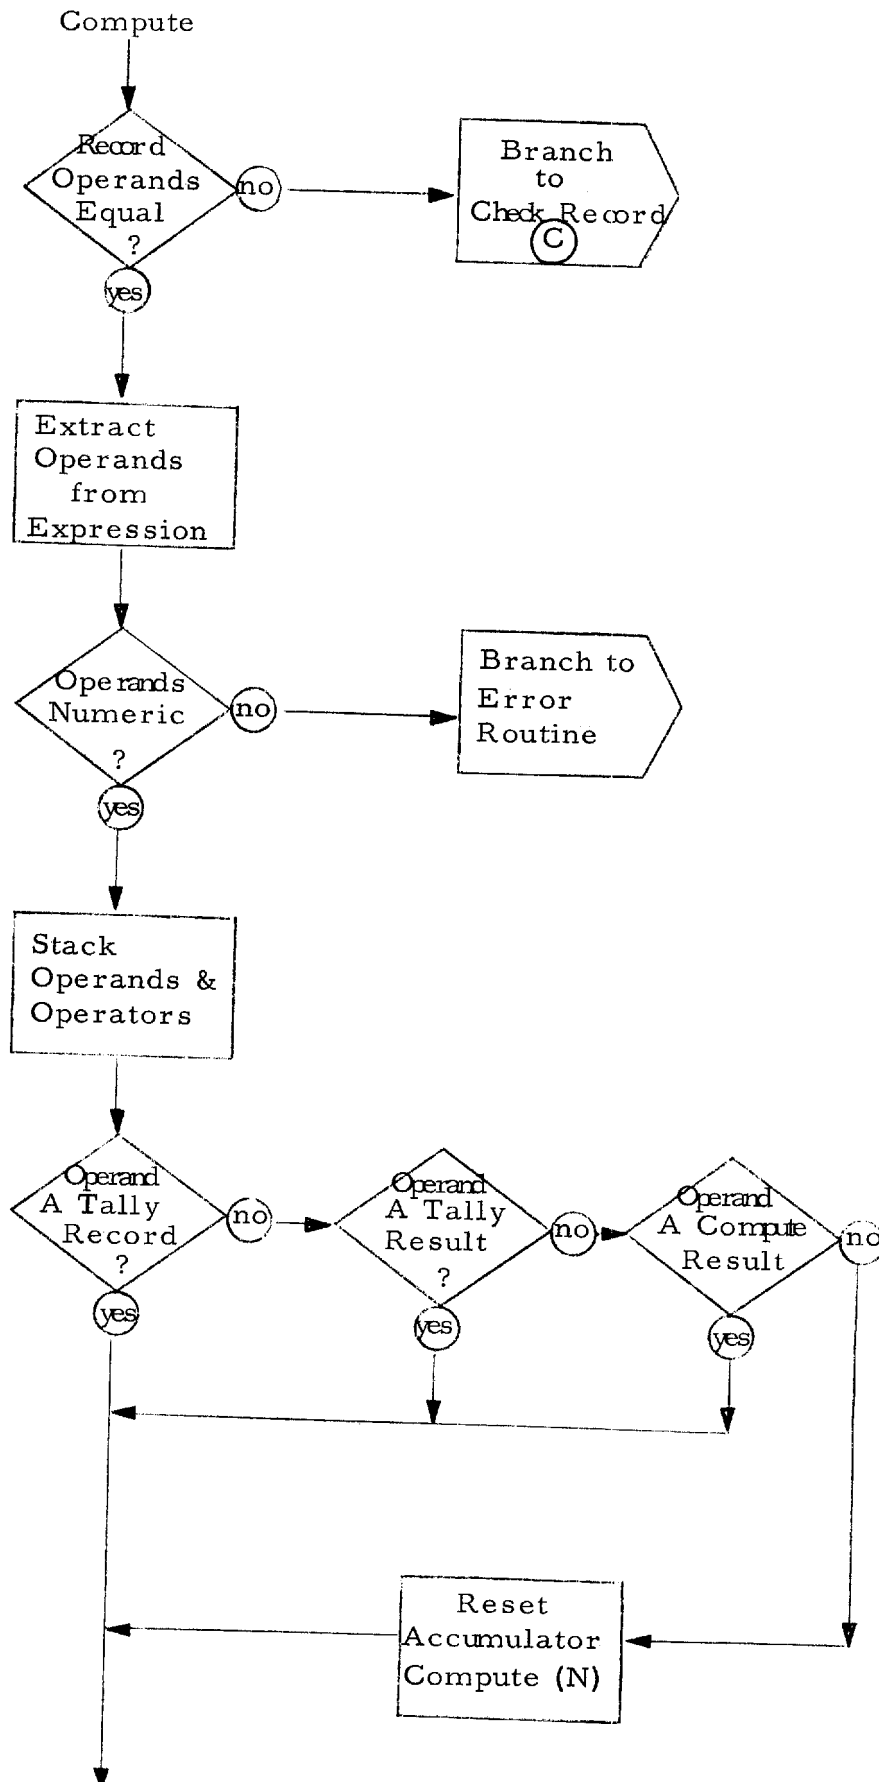 Compute
Record
Operands
Equal
?
no
yes
Branch
to
Check Record
C
Extract
Operands
from
Expression
Operands
Numeric
?
no
yes
Branch to
Error
Routine
Stack
Operands &
Operators
Operand
A Tally
Record
?
no
yes
Operand
A Tally
Result
?
no
yes
Operand
A Compute
Result
no
yes
Reset
Accumulator
Compute (N)